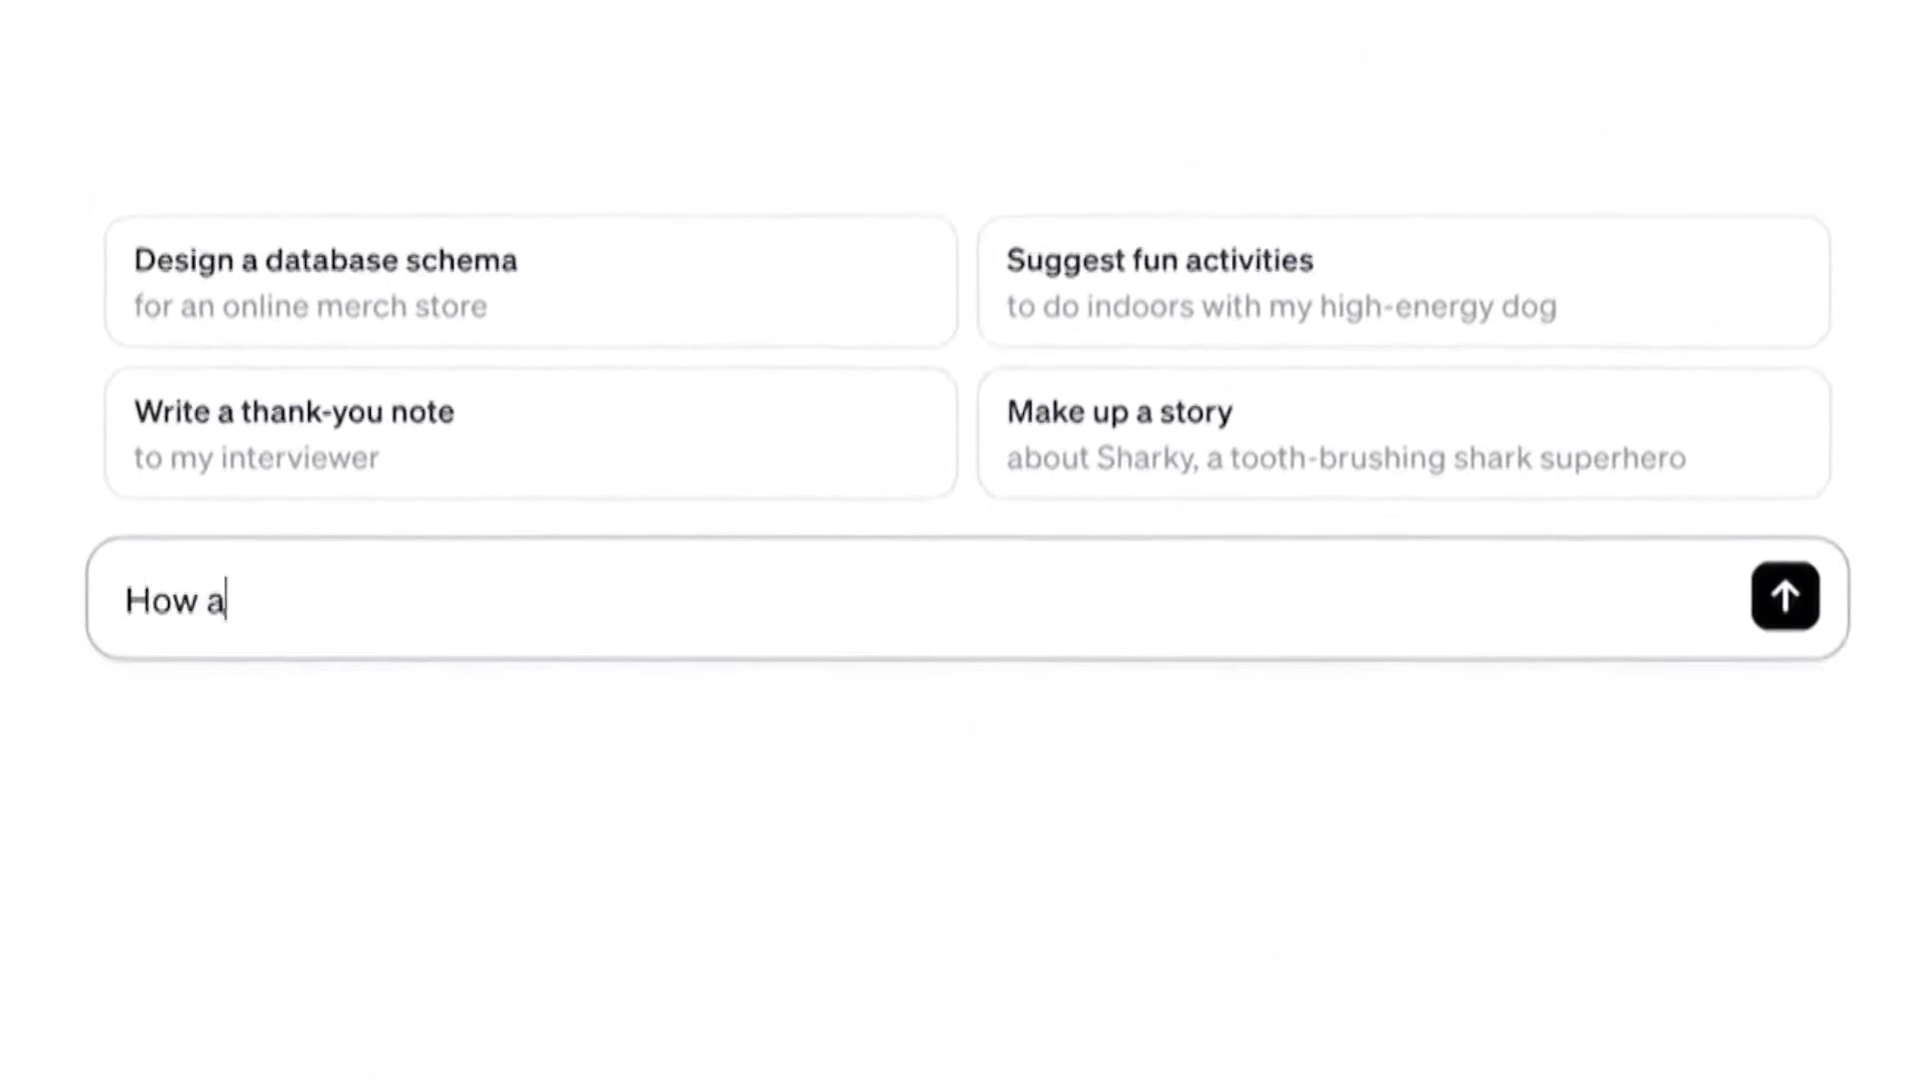 Design a database schema
for an online merch store
Suggest fun activities
to do indoors with my high-energy dog
Write a thank-you note
to my interviewer
Make up a story
about Sharky, a tooth-brushing shark superhero
How a